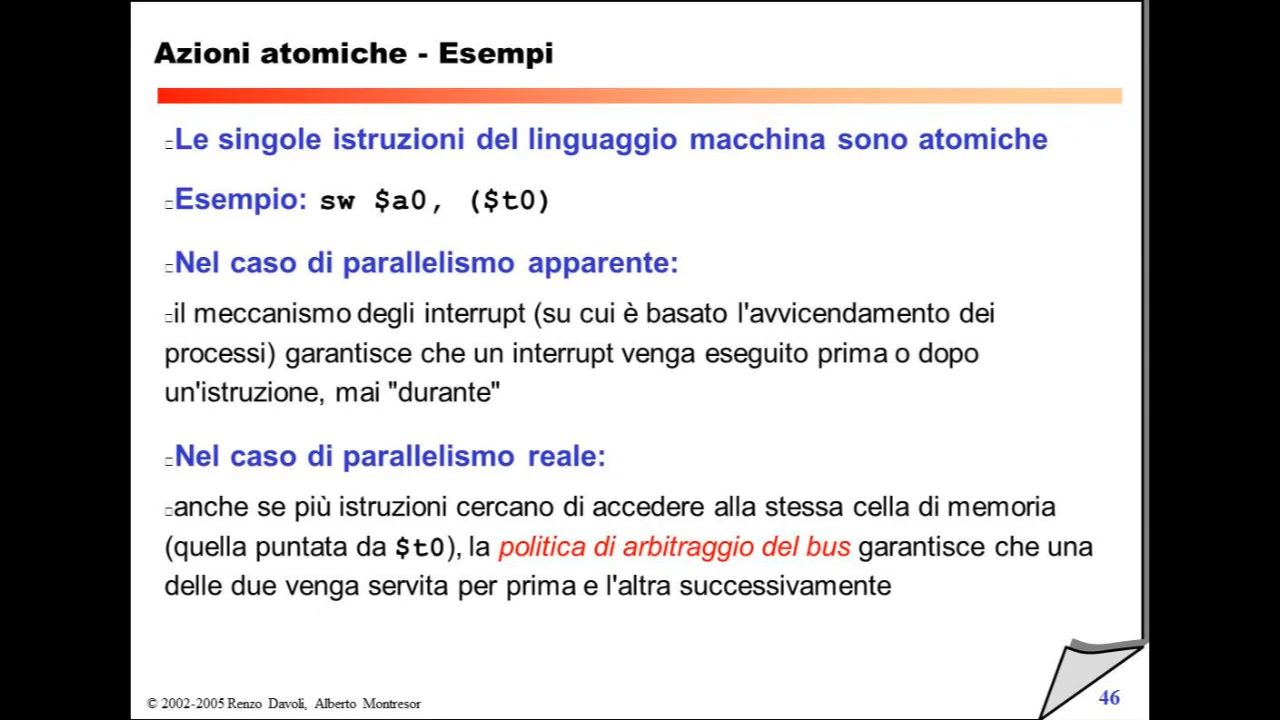 Azioni atomiche - Esempi
Le singole istruzioni del linguaggio macchina sono atomiche
Esempio: sw $a0, ($t0)
Nel caso di parallelismo apparente:
il meccanismo degli interrupt (su cui è basato l'avvicendamento dei
processi) garantisce che un interrupt venga eseguito prima o dopo
un'istruzione, mai "durante"
Nel caso di parallelismo reale:
anche se più istruzioni cercano di accedere alla stessa cella di memoria
(quella puntata da $t0), la politica di arbitraggio del bus garantisce che una
delle due venga servita per prima e l'altra successivamente
© 2002-2005 Renzo Davoli, Alberto Montresor
46